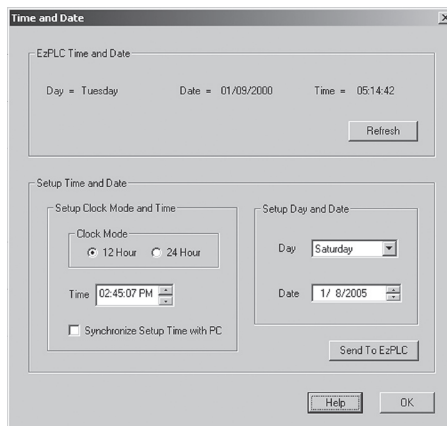 Time and Date
EzPLC Time and Date
Day = Tuesday Date = 01/09/2000 Time = 05:14:42
Refresh
Setup Time and Date
Setup Clock Mode and Time
Clock Mode
12 Hour 24 Hour
Time 02:45:07 PM
Synchronize Setup Time with PC
Setup Day and Date
Day Saturday
Date 1/ 8/2005
Send To EzPLC
Help OK